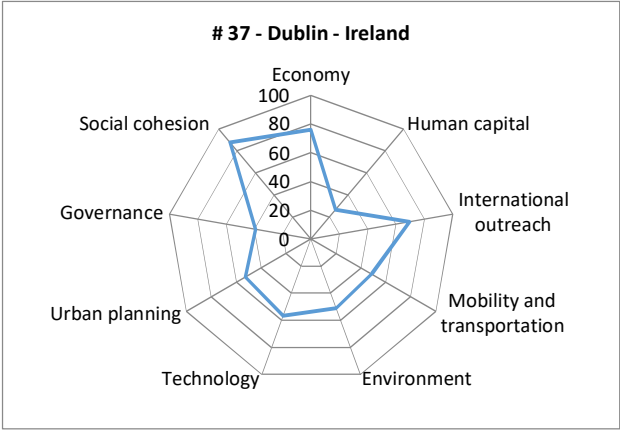 # 37 - Dublin - Ireland
Economy
100
80
60
40
20
0
Human capital
International
outreach
Mobility and
transportation
Environment
Technology
Urban planning
Governance
Social cohesion